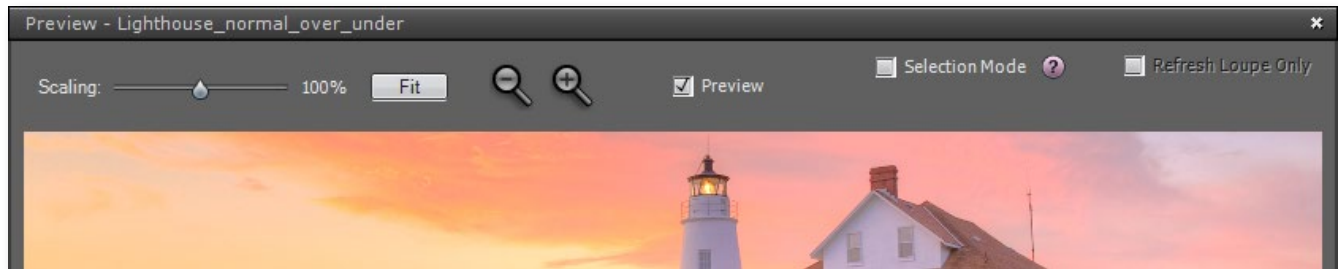 Preview - Lighthouse_normal_over_under
Scaling: 100% Fit Preview Selection Mode ? Refresh Loupe Only